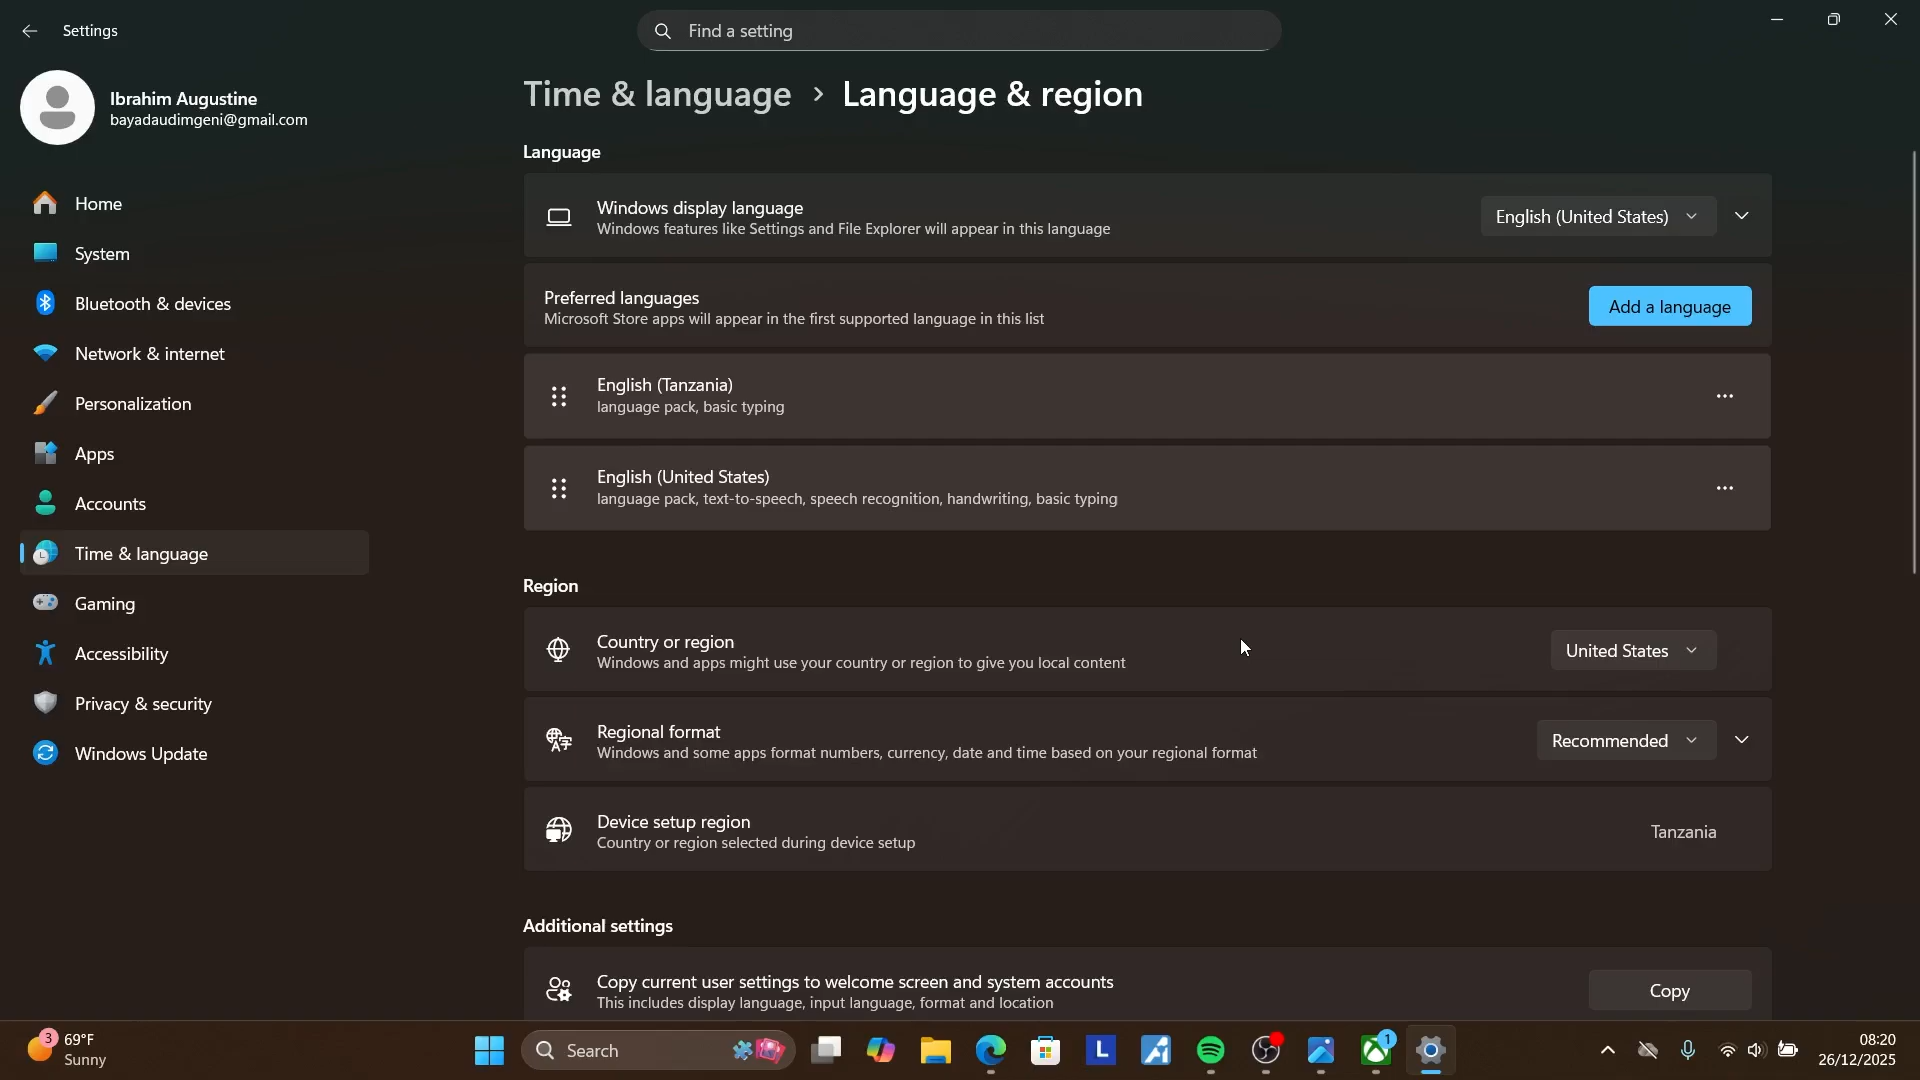 Settings
Find a setting
Ibrahim Augustine
bayadaudimgeni@gmail.com
Home
System
Bluetooth & devices
Network & internet
Personalization
Apps
Accounts
Time & language
Gaming
Accessibility
Privacy & security
Windows Update
Time & language > Language & region
Language
Windows display language
Windows features like Settings and File Explorer will appear in this language
English (United States)
Preferred languages
Microsoft Store apps will appear in the first supported language in this list
Add a language
English (Tanzania)
language pack, basic typing
English (United States)
language pack, text-to-speech, speech recognition, handwriting, basic typing
Region
Country or region
Windows and apps might use your country or region to give you local content
United States
Regional format
Windows and some apps format numbers, currency, date and time based on your regional format
Recommended
Device setup region
Country or region selected during device setup
Tanzania
Additional settings
Copy current user settings to welcome screen and system accounts
This includes display language, input language, format and location
Copy
3
69°F
Sunny
Search
L
1
08:20
26/12/2025